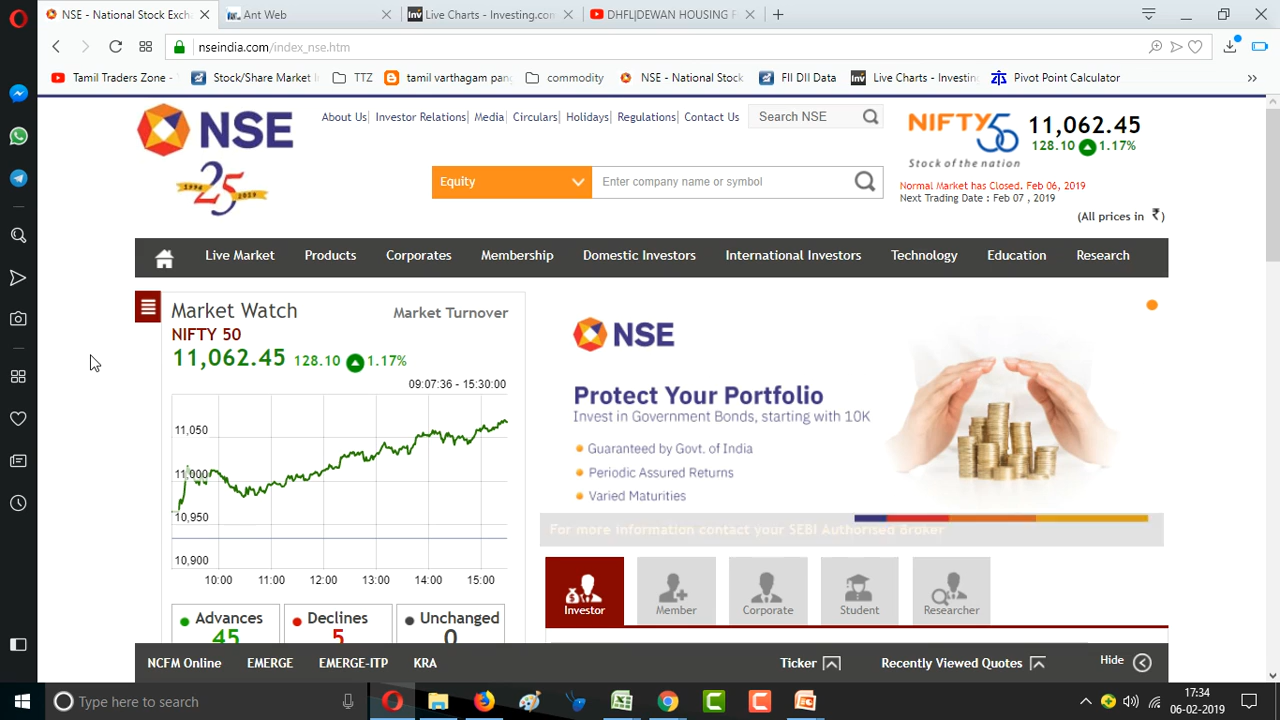 NSE - National Stock Excha
Ant Web
Live Charts - Investing.com
DHFL|DEWAN HOUSING F
nseindia.com/index_nse.htm
Tamil Traders Zone -
Stock/Share Market In
TTZ
tamil varthagam pang
commodity
NSE - National Stock
FII DII Data
Live Charts - Investin
Pivot Point Calculator
NSE
1994 25 2019
About Us| Investor Relations| Media| Circulars| Holidays| Regulations| Contact Us
Search NSE
Equity
Enter company name or symbol
NIFTY 50
Stock of the nation
11,062.45
128.10 1.17%
Normal Market has Closed. Feb 06, 2019
Next Trading Date : Feb 07 , 2019
(All prices in ₹)
Live Market Products Corporates Membership Domestic Investors International Investors Technology Education Research
Market Watch
Market Turnover
NIFTY 50
11,062.45 128.10 1.17%
09:07:36 - 15:30:00
11,050
11,000
10,950
10,900
10:00 11:00 12:00 13:00 14:00 15:00
Advances
45
Declines
5
Unchanged
0
NSE
Protect Your Portfolio
Invest in Government Bonds, starting with 10K
Guaranteed by Govt. of India
Periodic Assured Returns
Varied Maturities
For more information contact your SEBI Authorised Broker
Investor
Member
Corporate
Student
Researcher
NCFM Online EMERGE EMERGE-ITP KRA
Ticker
Recently Viewed Quotes
Hide
Type here to search
17:34
06-02-2019